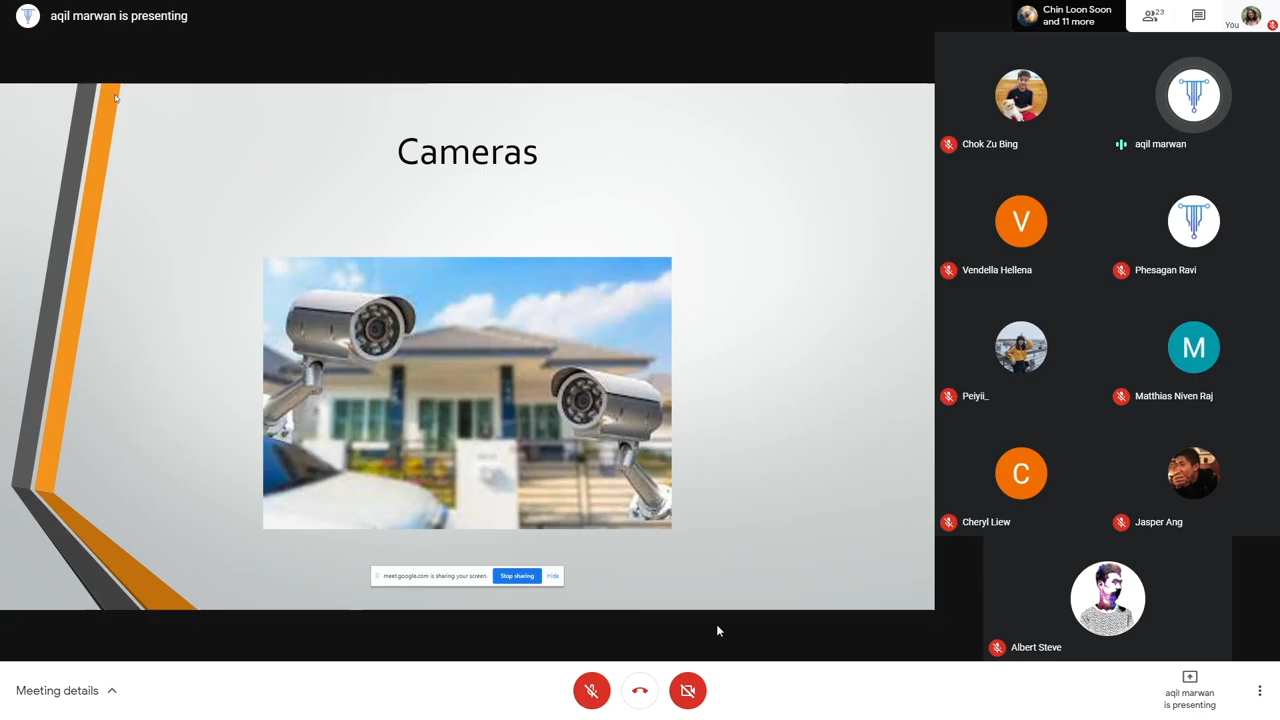 aqil marwan is presenting
Chin Loon Soon
and 11 more
23
You
Cameras
meet.google.com is sharing your screen.
Stop sharing
Hide
Chok Zu Bing
aqil marwan
V
Vendella Hellena
Phesagan Ravi
Peiyii_
M
Matthias Niven Raj
C
Cheryl Liew
Jasper Ang
Albert Steve
Meeting details
aqil marwan
is presenting